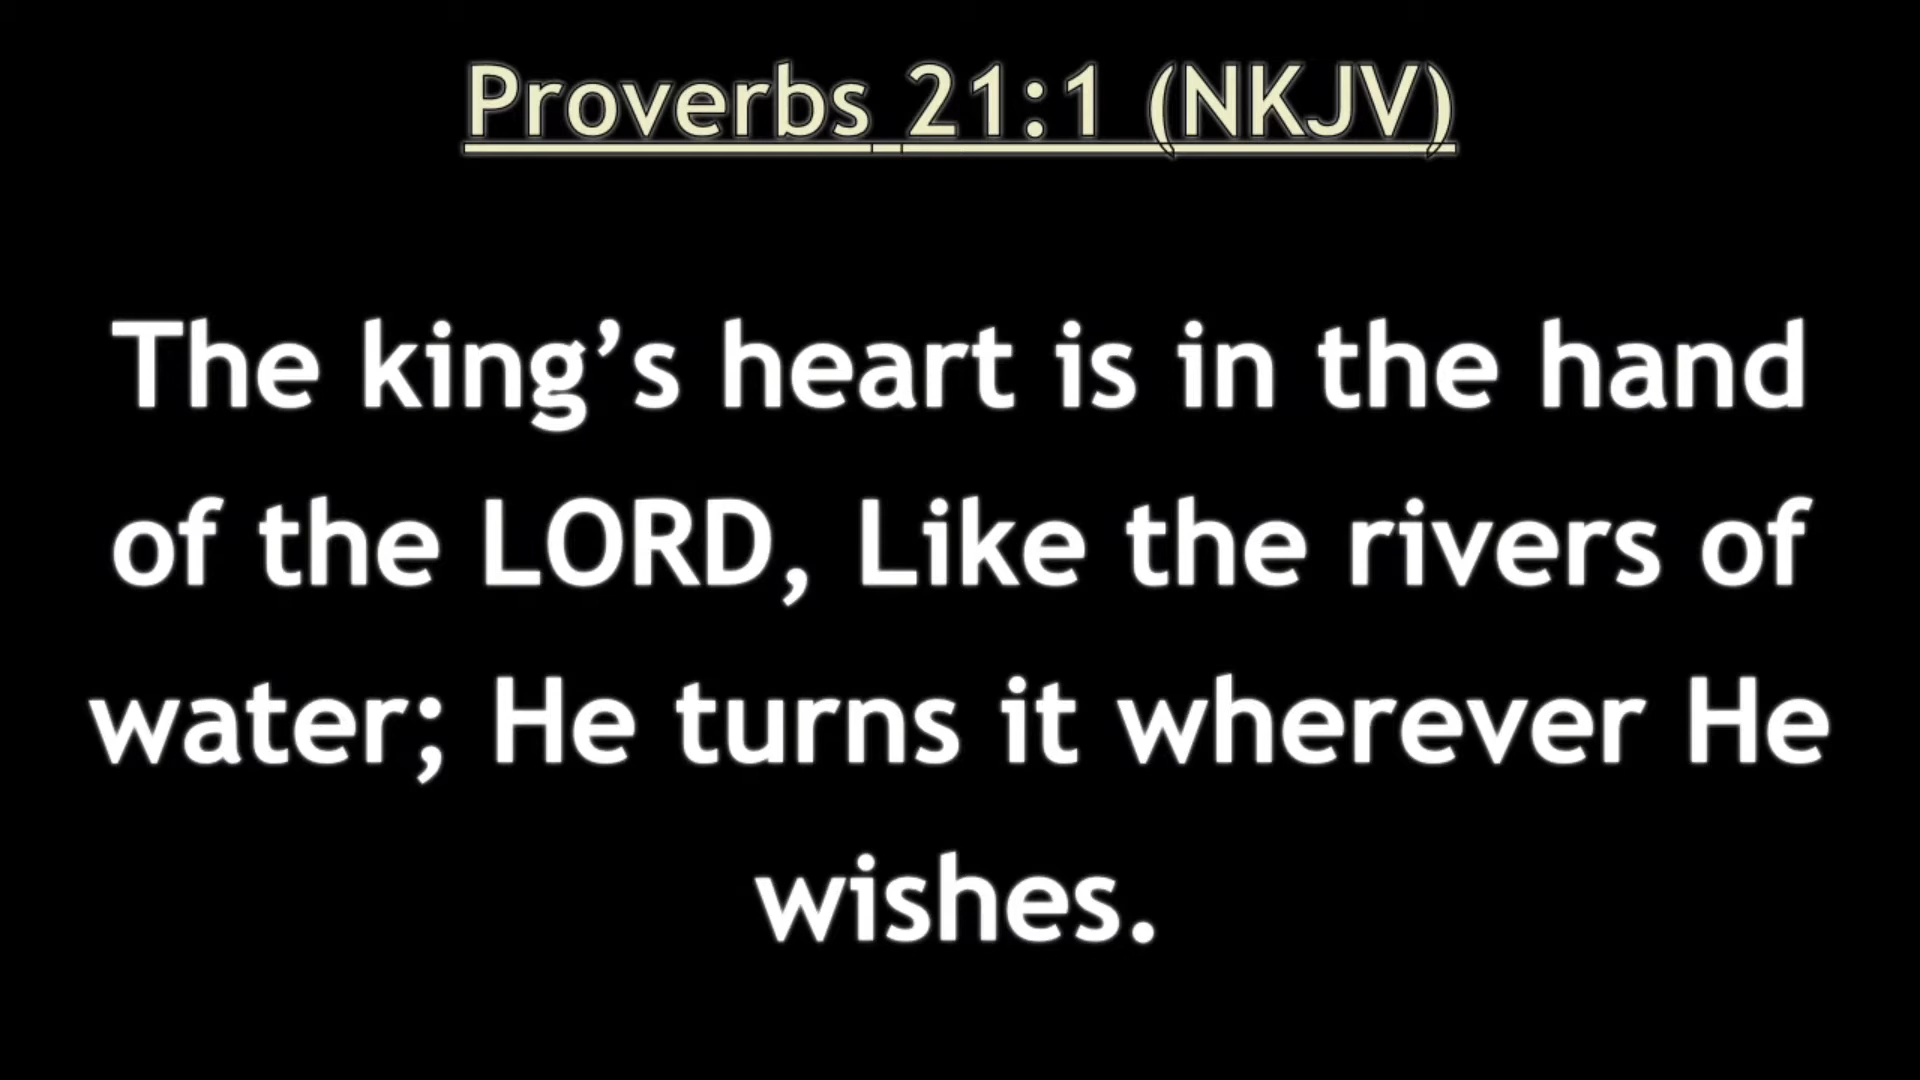 Proverbs 21:1 (NKJV)
The king’s heart is in the hand
of the LORD, Like the rivers of
water; He turns it wherever He
wishes.